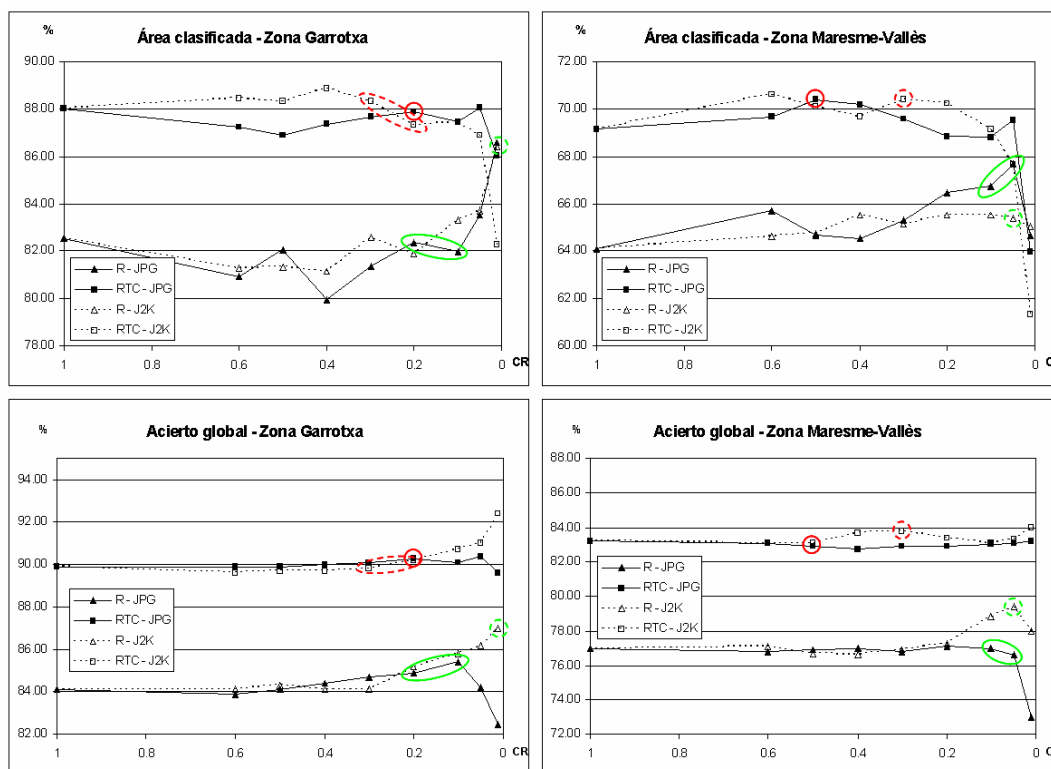 Área clasificada - Zona Garrotxa
%
90.00
88.00
86.00
84.00
82.00
80.00
78.00
R - JPG
RTC - JPG
R - J2K
RTC - J2K
1
0.8
0.6
0.4
0.2
0
CR
Área clasificada - Zona Maresme-Vallès
%
72.00
70.00
68.00
66.00
64.00
62.00
60.00
R - JPG
RTC - JPG
R - J2K
RTC - J2K
1
0.8
0.6
0.4
0.2
0
C
Acierto global - Zona Garrotxa
%
94.00
92.00
90.00
88.00
86.00
84.00
82.00
R - JPG
RTC - JPG
R - J2K
RTC - J2K
1
0.8
0.6
0.4
0.2
0
CR
Acierto global - Zona Maresme-Vallès
%
88.00
86.00
84.00
82.00
80.00
78.00
76.00
74.00
72.00
R - JPG
RTC - JPG
R - J2K
RTC - J2K
1
0.8
0.6
0.4
0.2
0
C